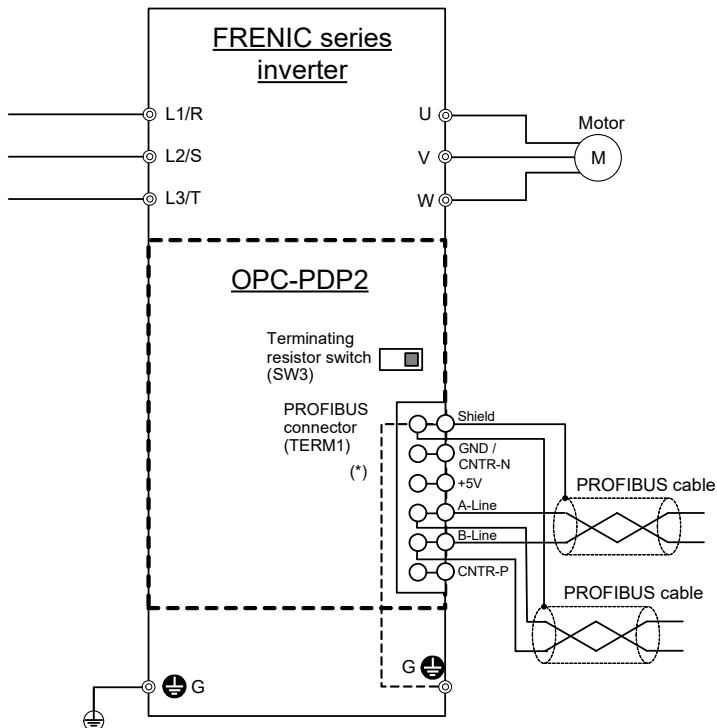 FRENIC series
inverter
L1/R
L2/S
L3/T
U
V
W
Motor
M
OPC-PDP2
Terminating
resistor switch
(SW3)
PROFIBUS
connector
(TERM1)
(*)
Shield
GND /
CNTR-N
+5V
A-Line
B-Line
CNTR-P
PROFIBUS cable
PROFIBUS cable
G
G